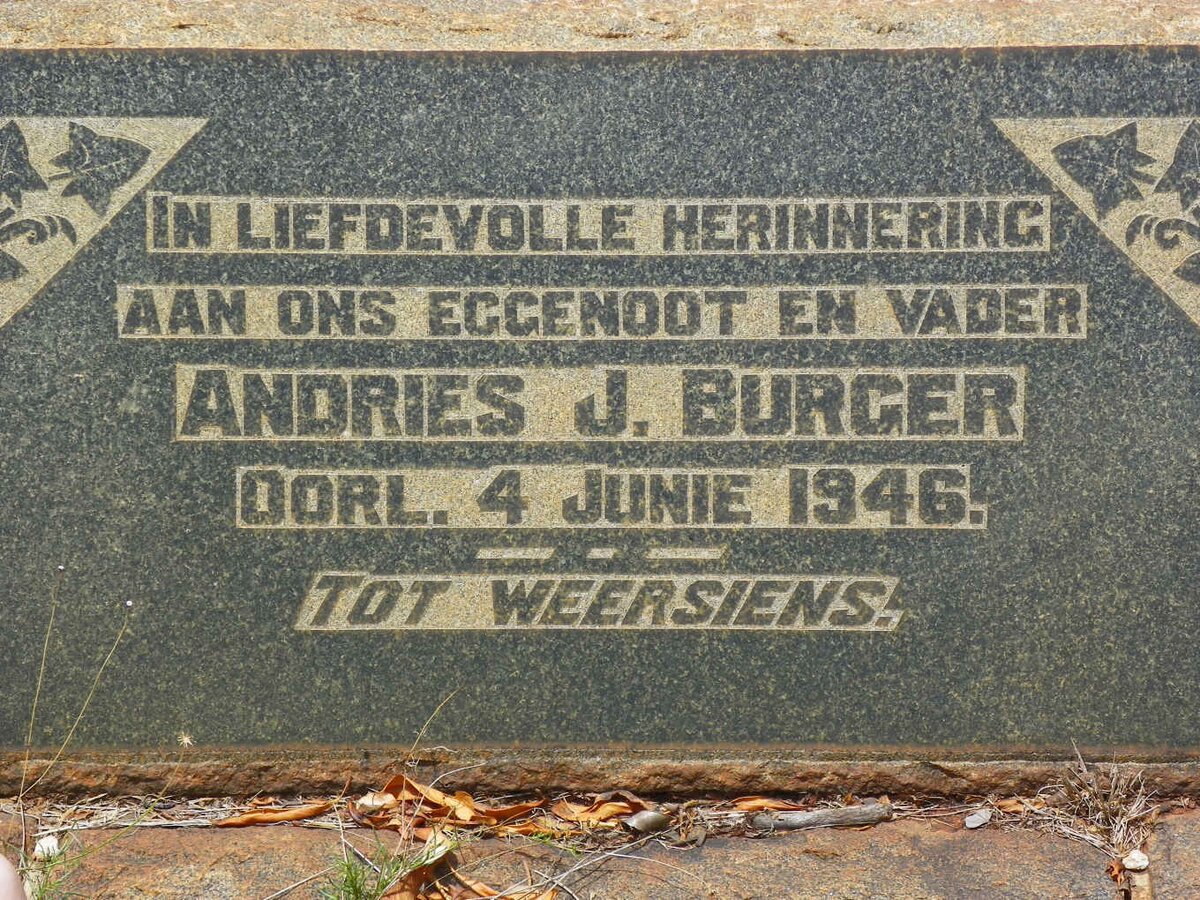 IN LIEFDEVOLLE HERINNERING
AAN ONS EGGENOOT EN VADER
ANDRIES J. BURGER
OORL. 4 JUNIE 1946.
TOT WEERSIENS.